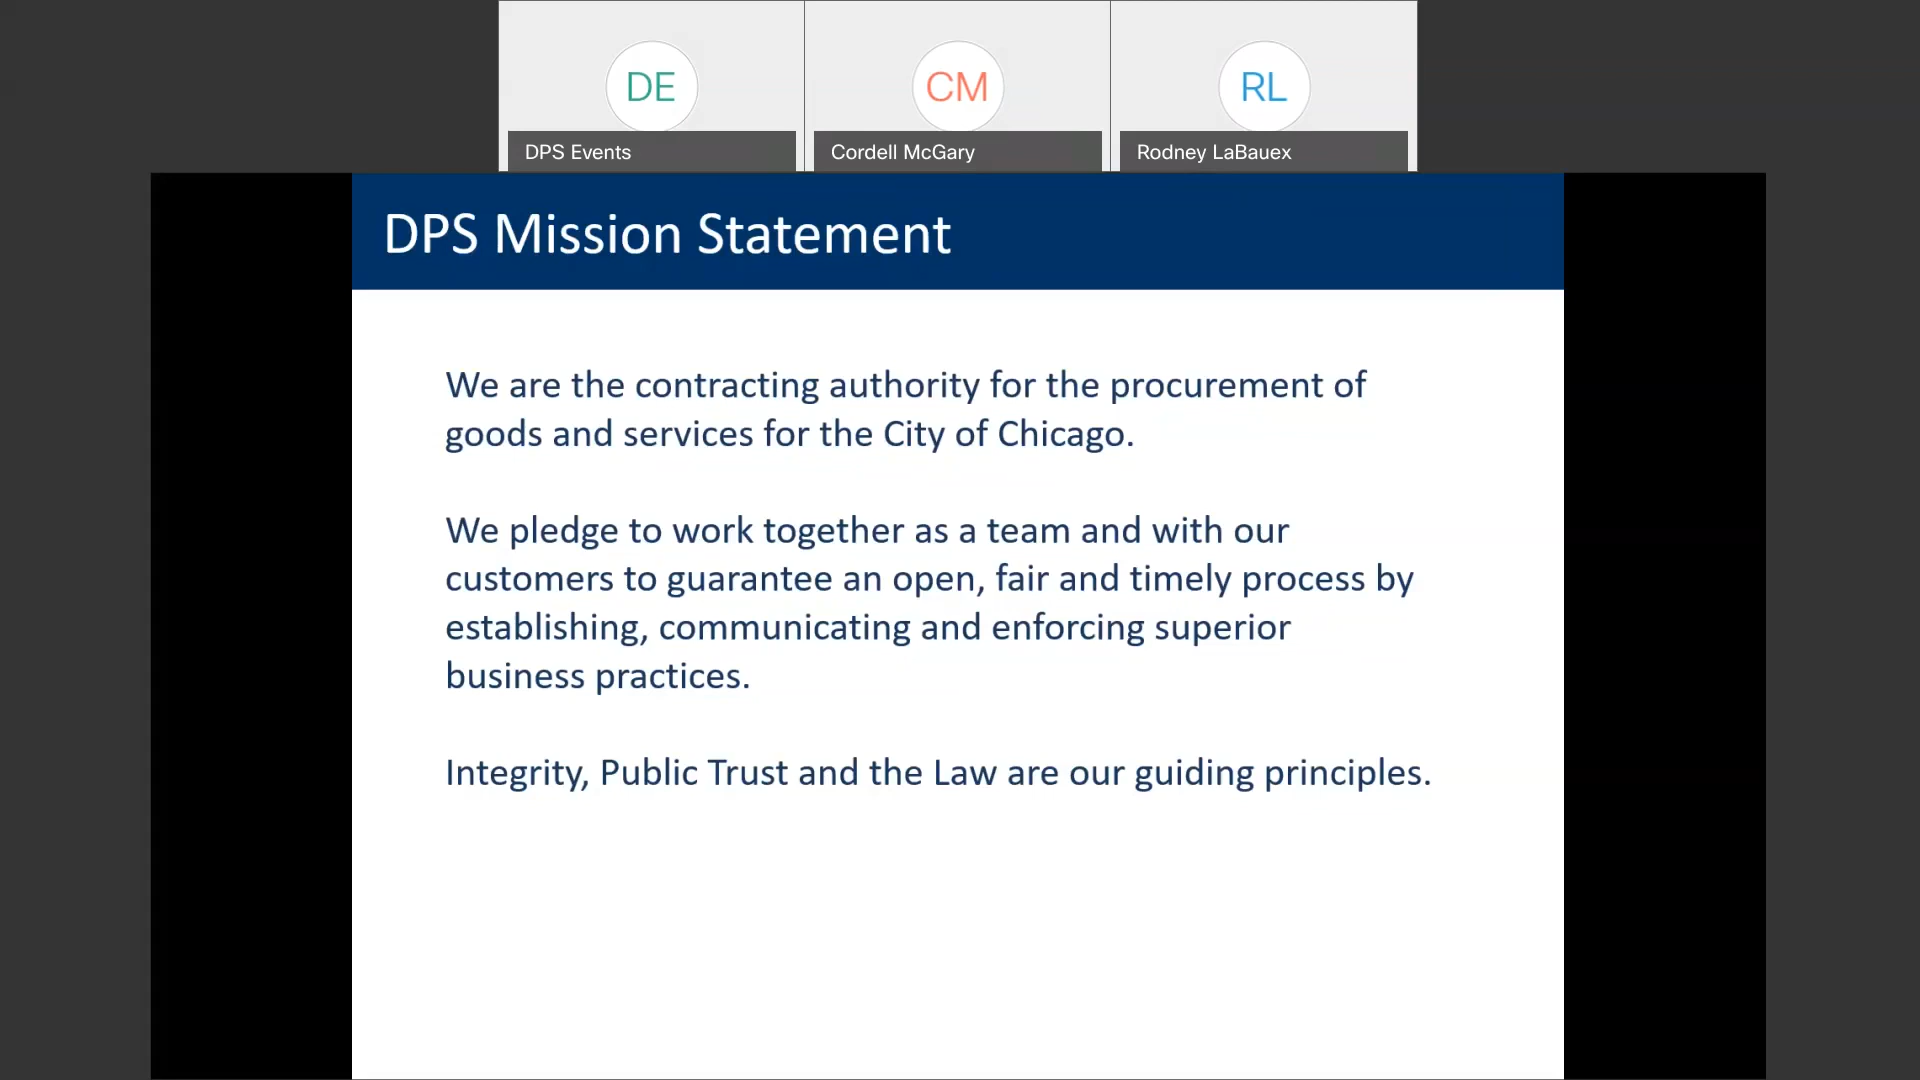 DE
CM
RL
DPS Events
Cordell McGary
Rodney LaBauex
DPS Mission Statement
We are the contracting authority for the procurement of
goods and services for the City of Chicago.
We pledge to work together as a team and with our
customers to guarantee an open, fair and timely process by
establishing, communicating and enforcing superior
business practices.
Integrity, Public Trust and the Law are our guiding principles.